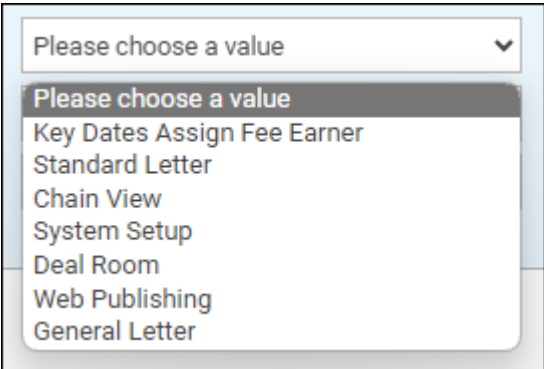 Please choose a value
Please choose a value
Key Dates Assign Fee Earner
Standard Letter
Chain View
System Setup
Deal Room
Web Publishing
General Letter